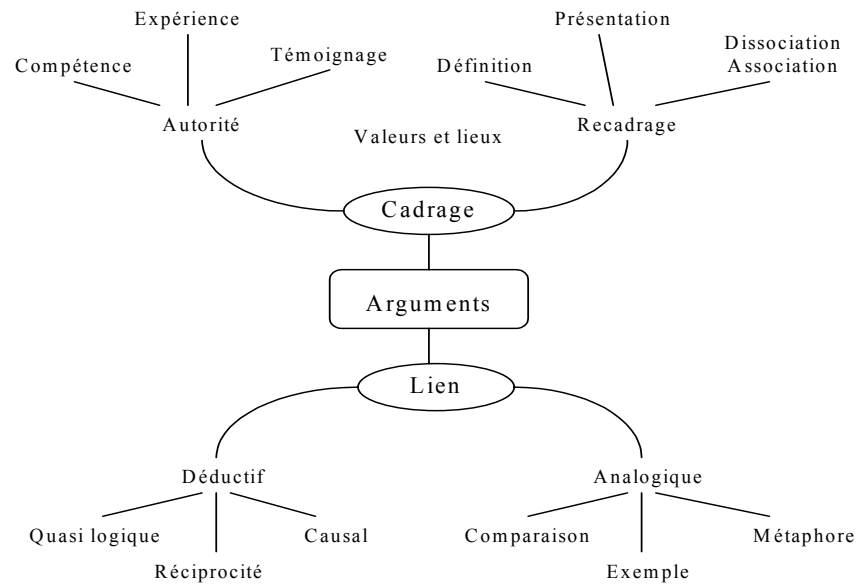 Expérience
Présentation
Compétence
Témoignage
Définition
Dissociation
Association
Autorité
Valeurs et lieux
Recadrage
Cadrage
Arguments
Lien
Déductif
Analogique
Quasi logique
Causal
Comparaison
Métaphore
Réciprocité
Exemple